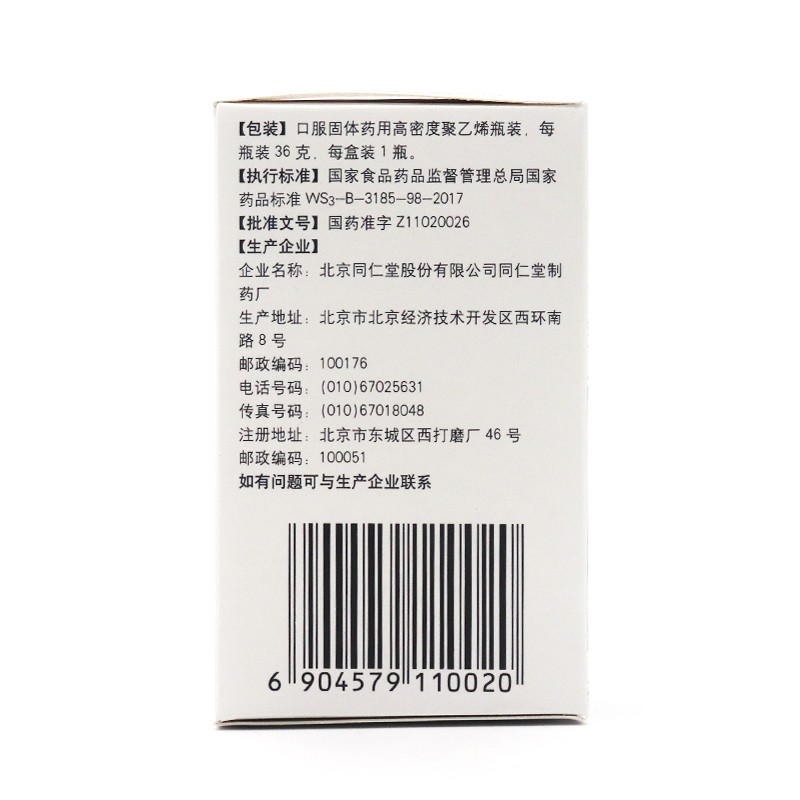 【包装】口服固体药用高密度聚乙烯瓶装，每
瓶装 36 克，每盒装 1 瓶。
【执行标准】国家食品药品监督管理总局国家
药品标准 WS3-B-3185-98-2017
【批准文号】国药准字 Z11020026
【生产企业】
企业名称：北京同仁堂股份有限公司同仁堂制
药厂
生产地址：北京市北京经济技术开发区西环南
路 8 号
邮政编码：100176
电话号码：(010)67025631
传真号码：(010)67018048
注册地址：北京市东城区西打磨厂 46 号
邮政编码：100051
如有问题可与生产企业联系
6 904579 110020